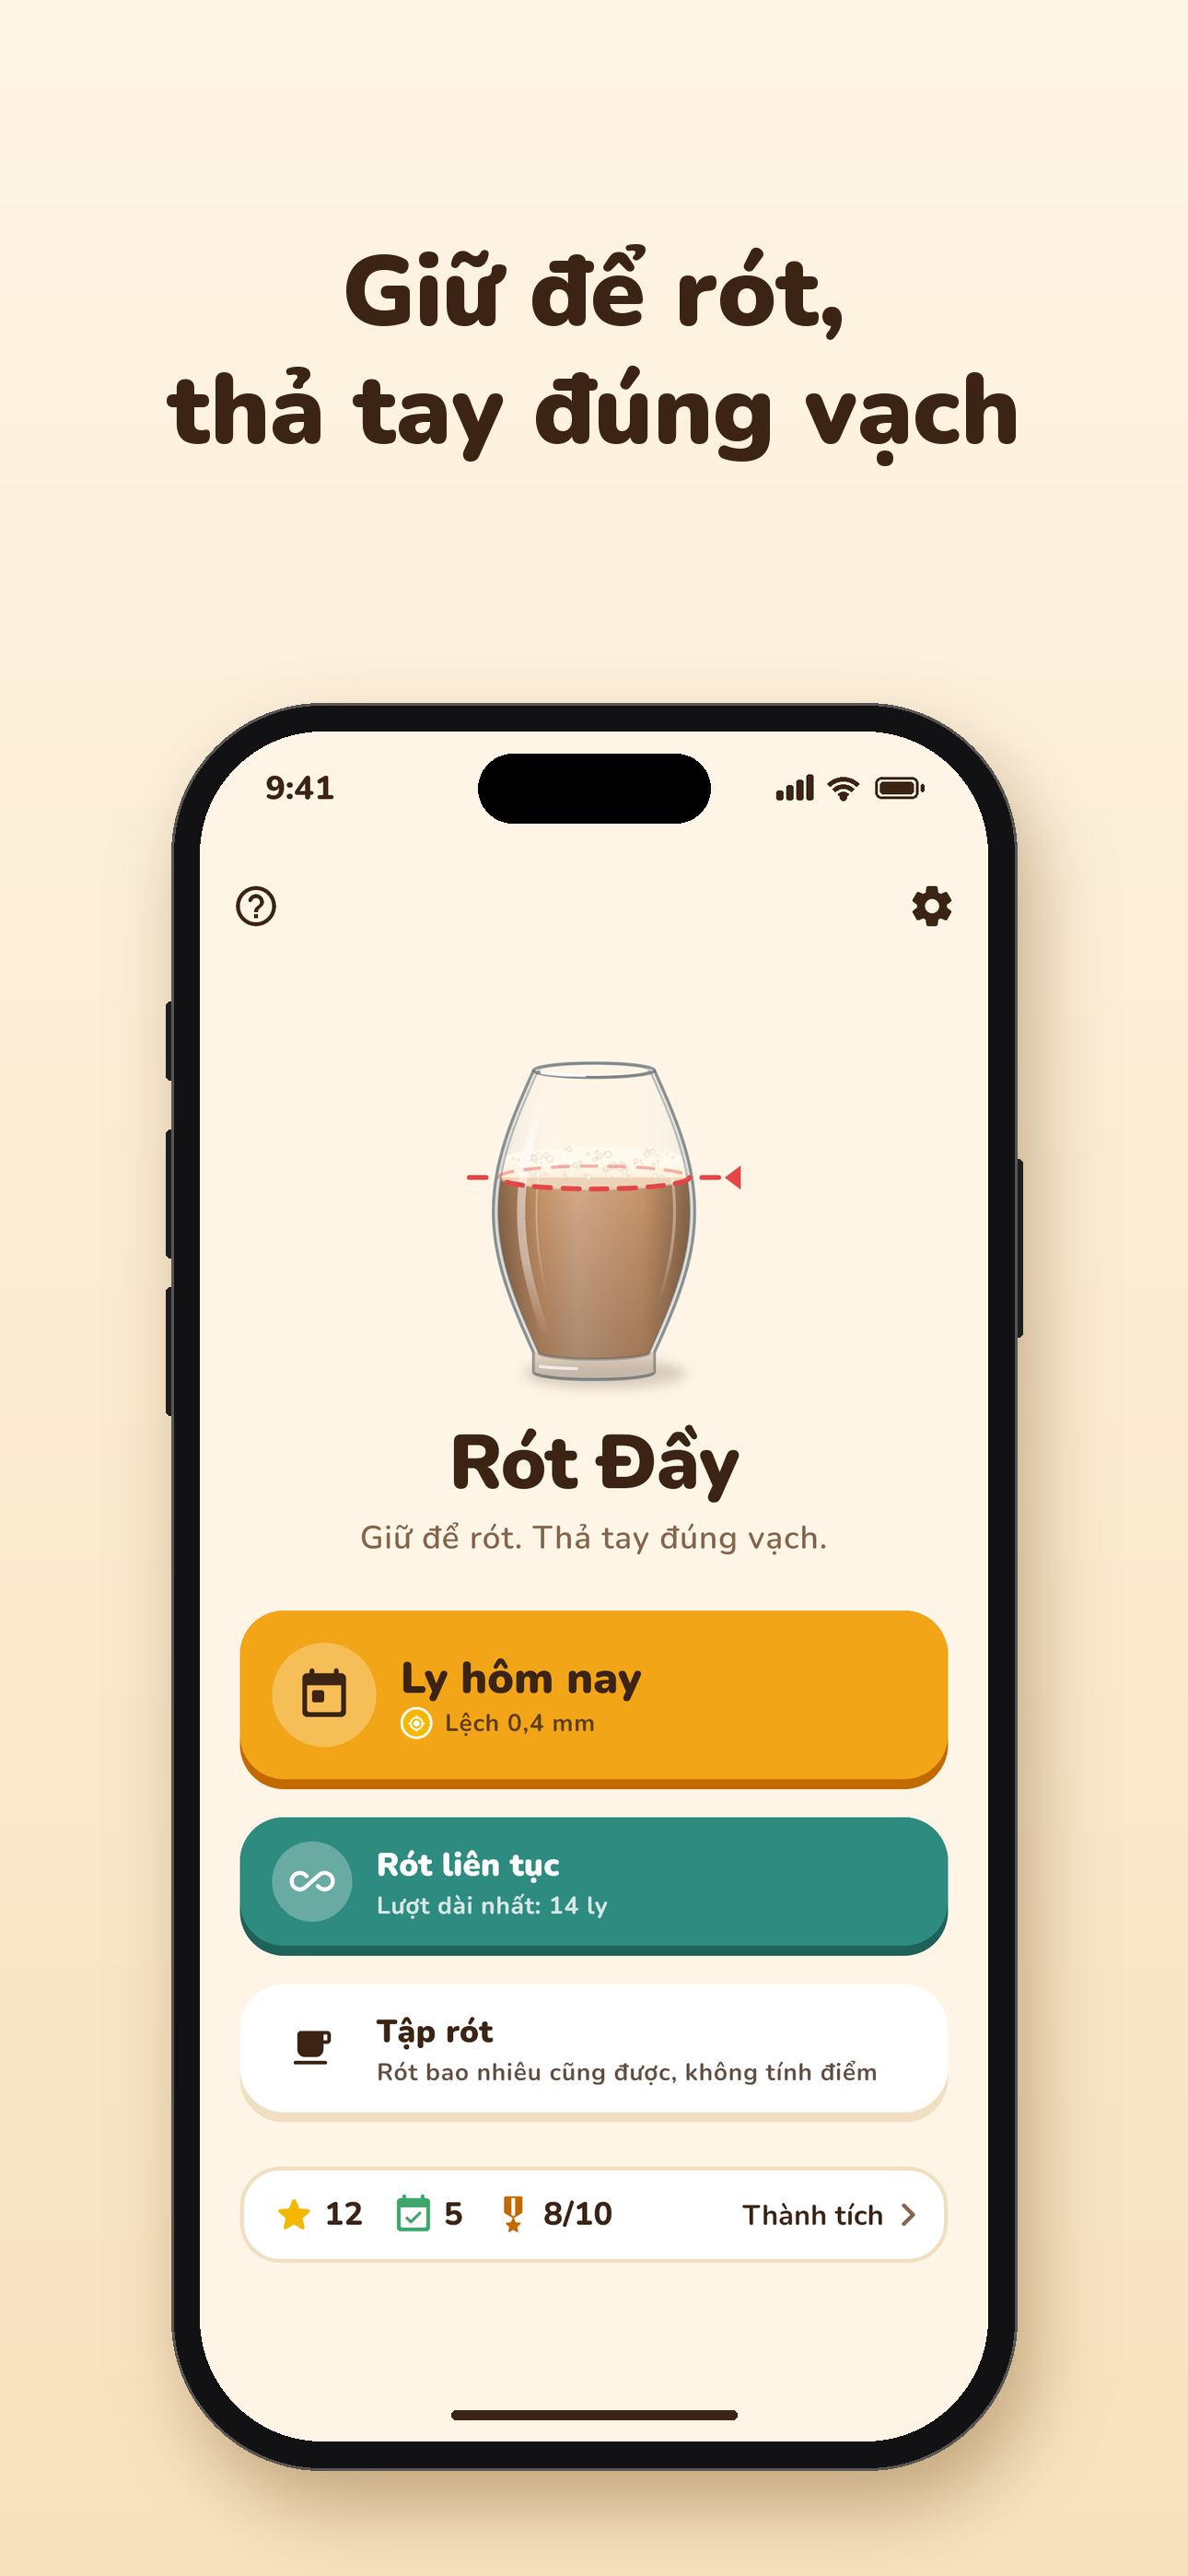 Giữ để rót,
thả tay đúng vạch
9:41
Rót Đầy
Giữ để rót. Thả tay đúng vạch.
Ly hôm nay
Lệch 0,4 mm
Rót liên tục
Lượt dài nhất: 14 ly
Tập rót
Rót bao nhiêu cũng được, không tính điểm
12 5 8/10 Thành tích